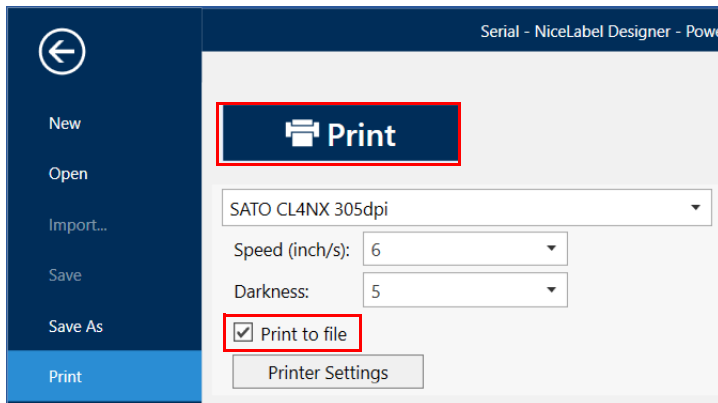 Serial - NiceLabel Designer - Powe
New
Open
Import...
Save
Save As
Print
Print
SATO CL4NX 305dpi
Speed (inch/s): 6
Darkness: 5
Print to file
Printer Settings